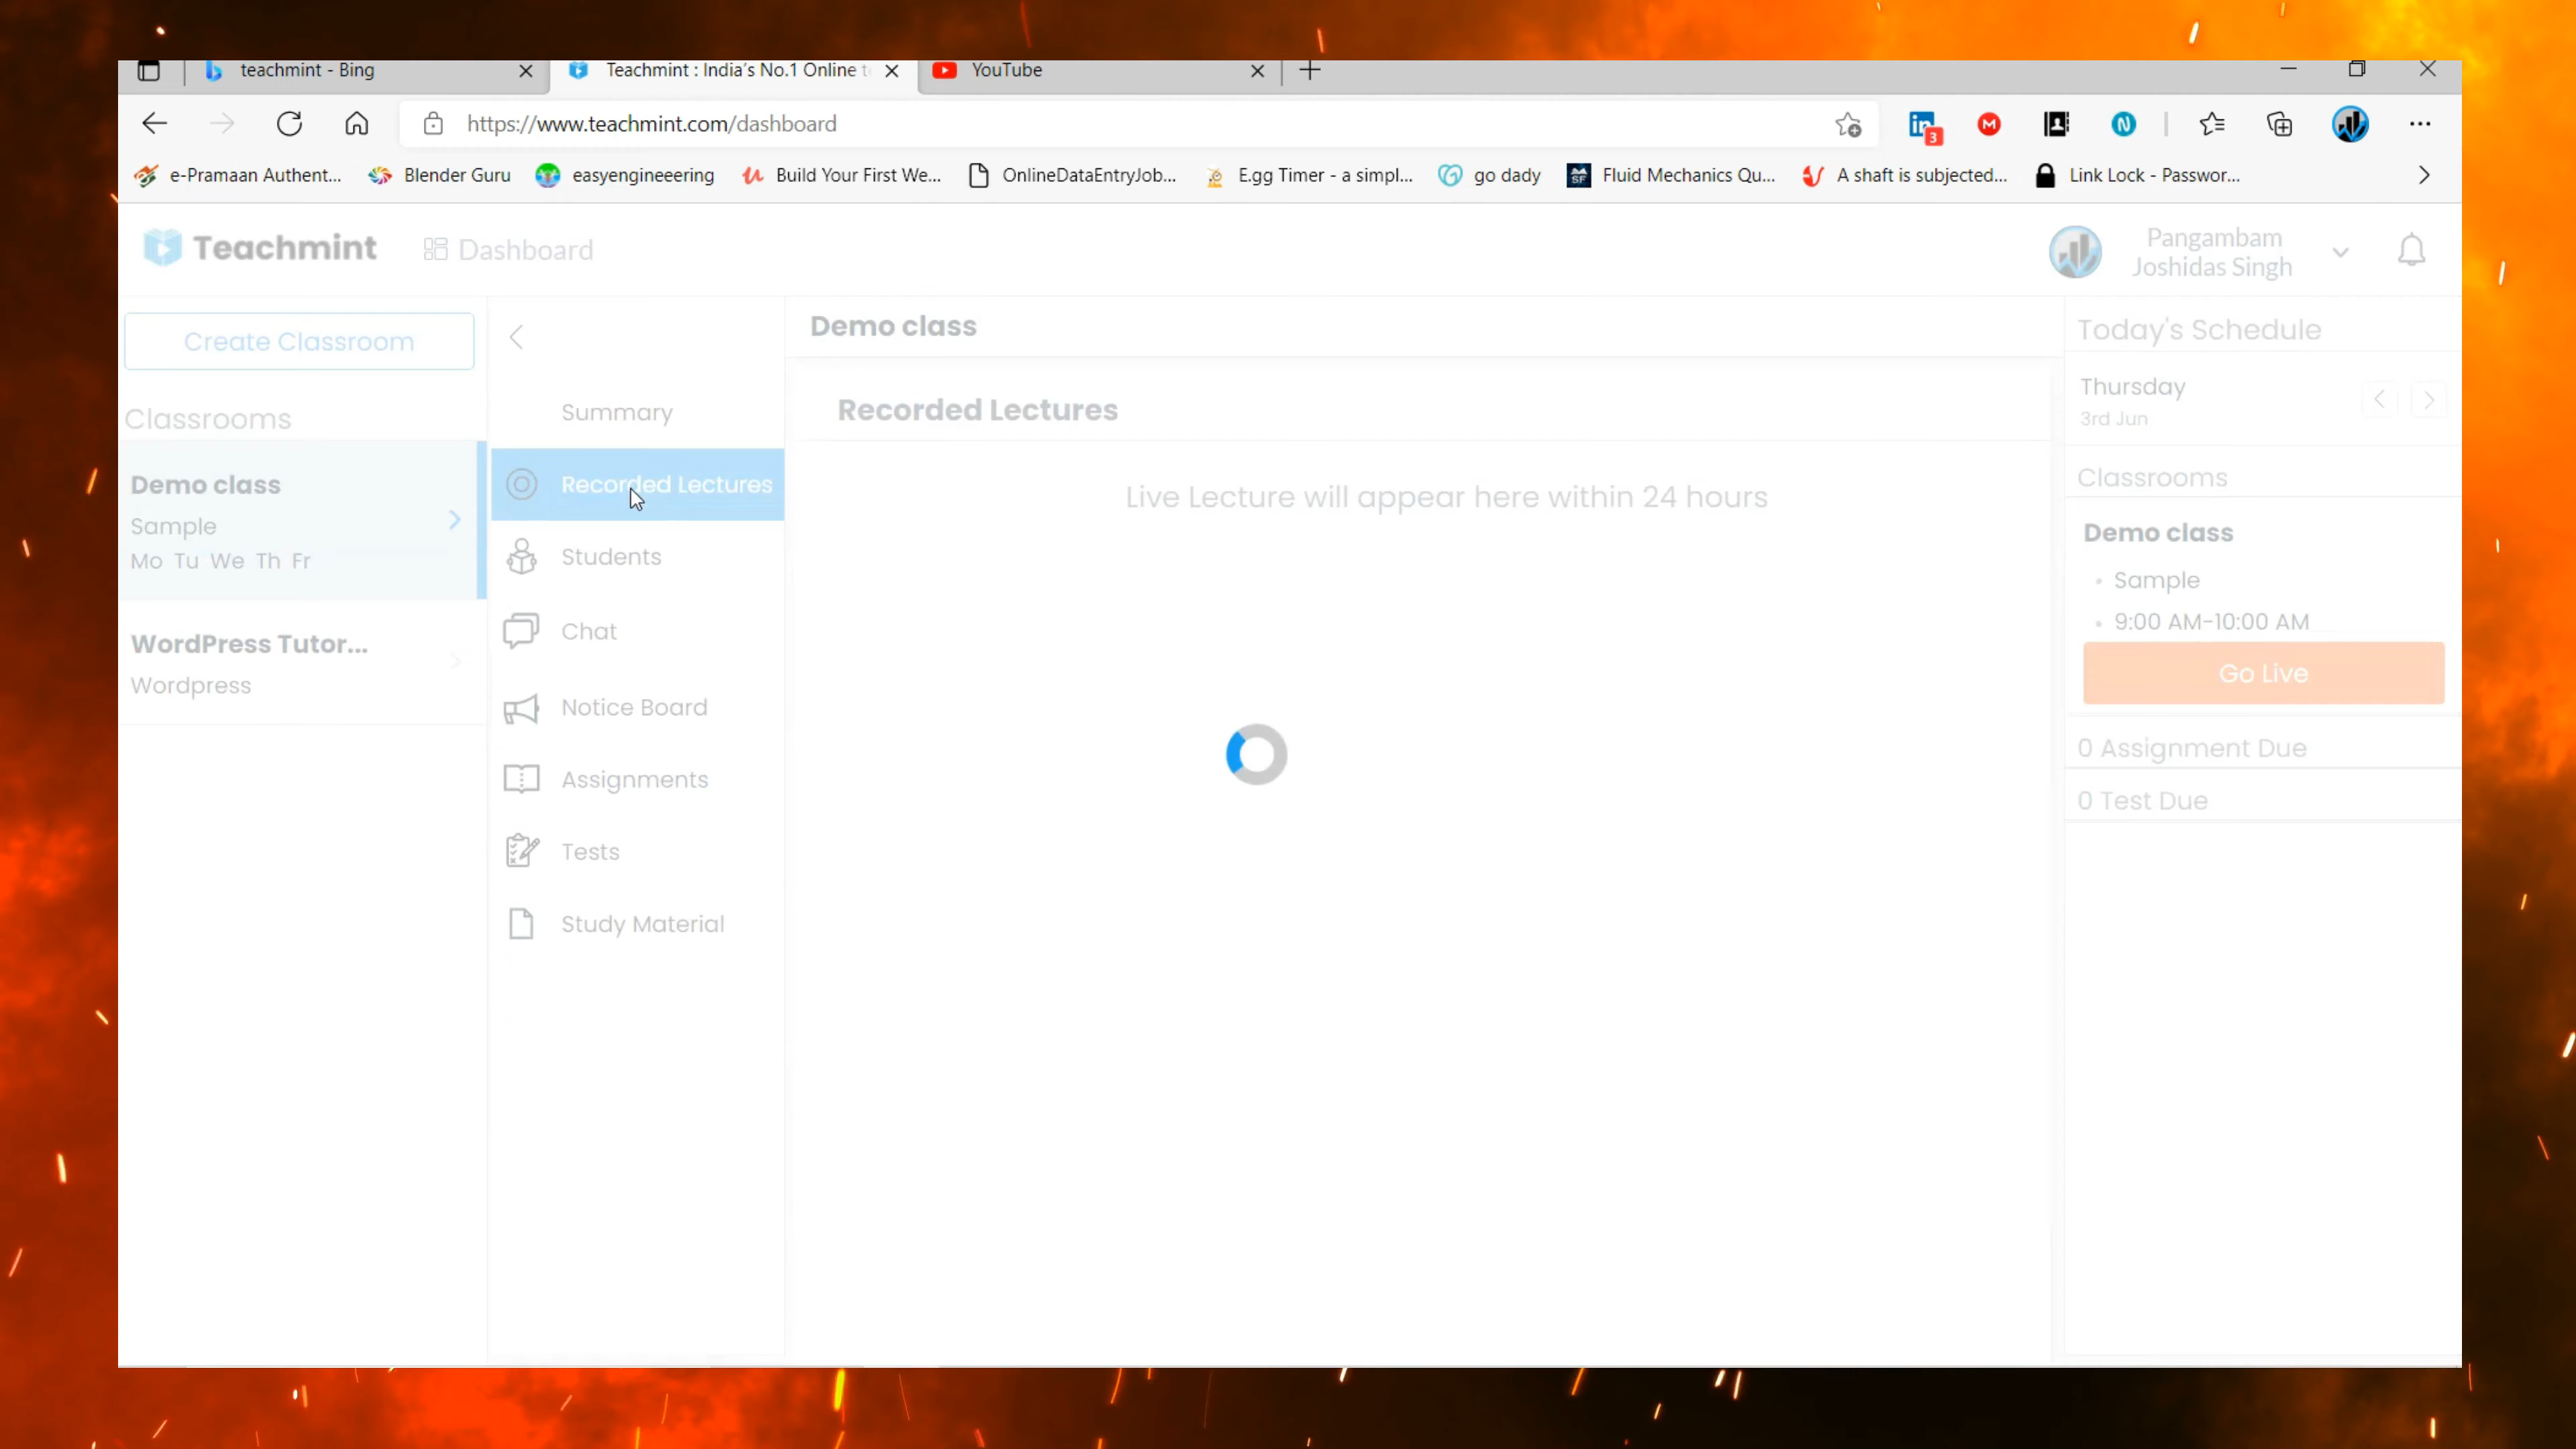 teachmint - Bing
Teachmint : India's No.1 Online t
YouTube
https://www.teachmint.com/dashboard
3
M
N
e-Pramaan Authent...
Blender Guru
easyengineeering
Build Your First We...
OnlineDataEntryJob...
E.gg Timer - a simpl...
go dady
SF
Fluid Mechanics Qu...
A shaft is subjected...
Link Lock - Passwor...
Teachmint
Dashboard
Pangambam
Joshidas Singh
Create Classroom
Classrooms
Demo class
Sample
Mo Tu We Th Fr
WordPress Tutor...
Wordpress
Summary
Recorded Lectures
Students
Chat
Notice Board
Assignments
Tests
Study Material
Demo class
Recorded Lectures
Live Lecture will appear here within 24 hours
Today's Schedule
Thursday
3rd Jun
Classrooms
Demo class
Sample
9:00 AM-10:00 AM
Go Live
0 Assignment Due
0 Test Due